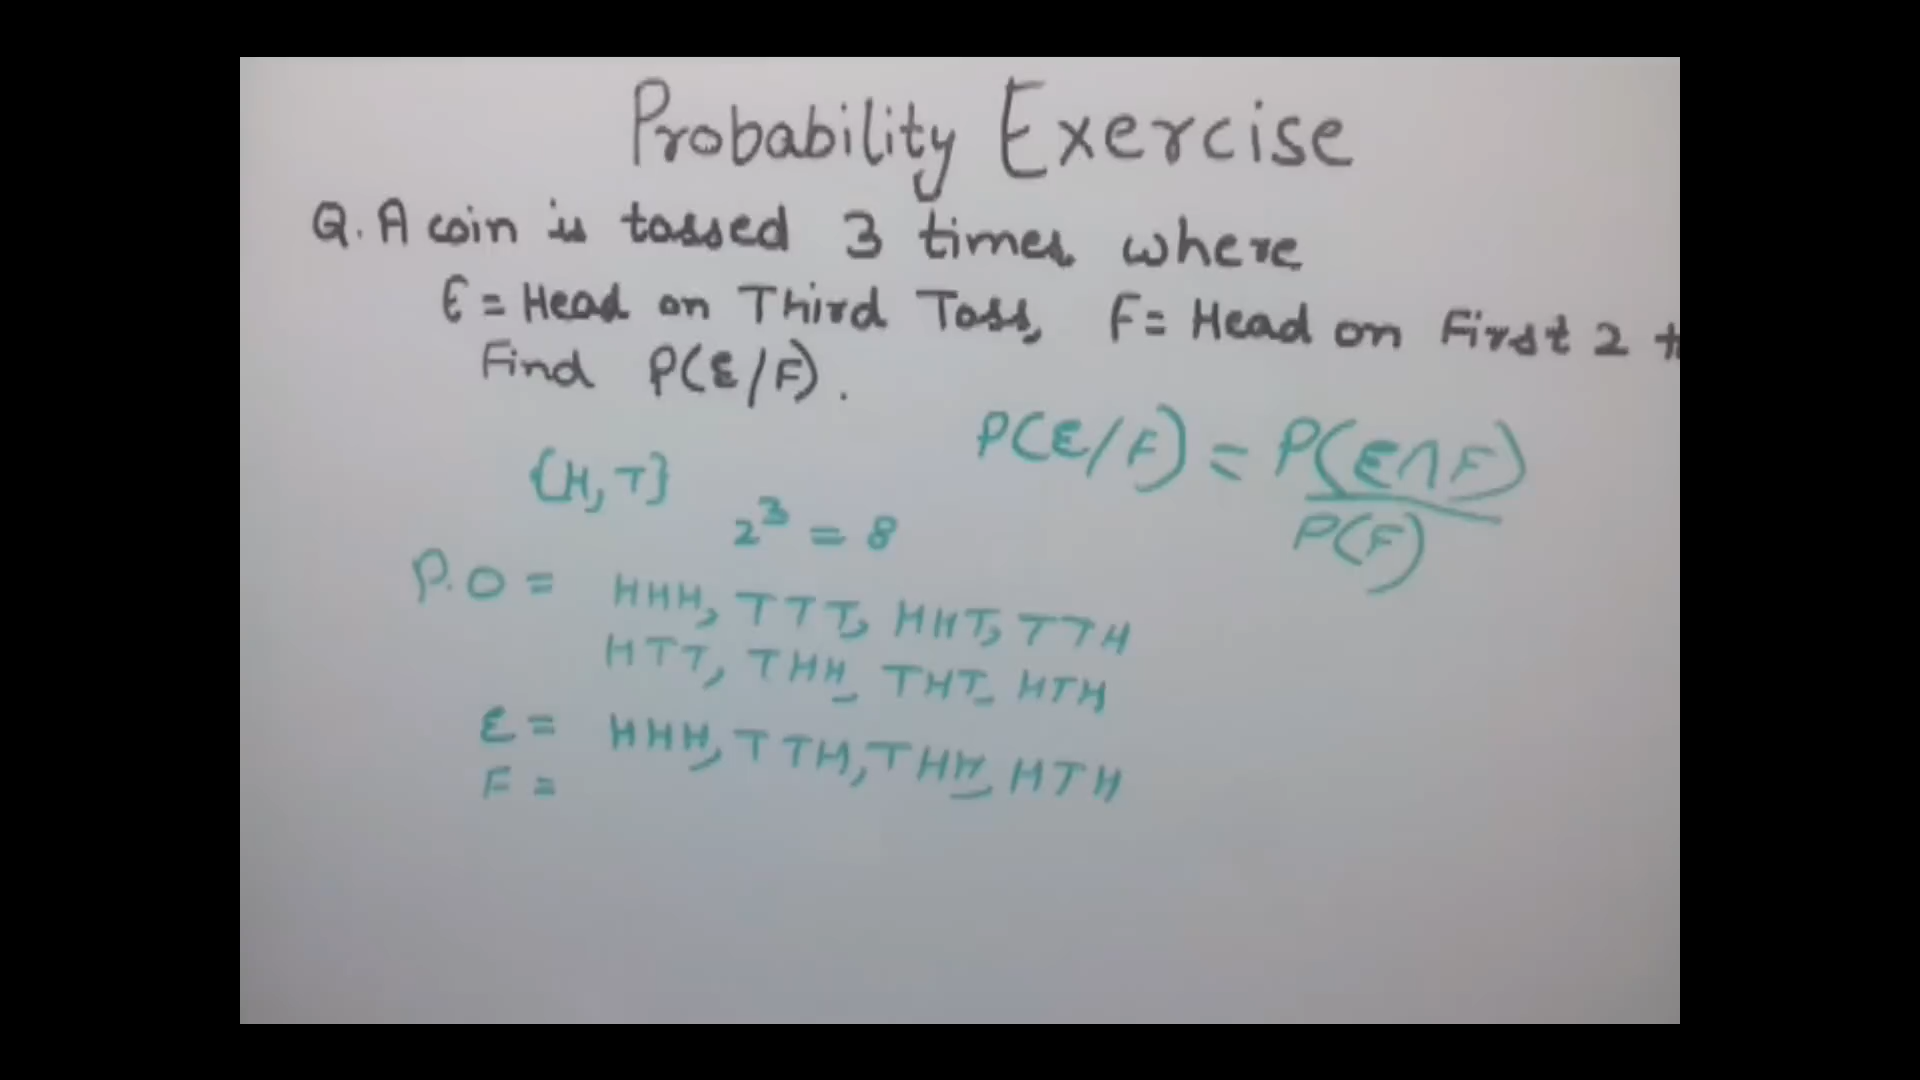 Probability Exercise
Q. A coin is tossed 3 times where
E = Head on Third Toss, F = Head on First 2
Find P(E/F).
P(E/F) = P(E∩F)
P(F)
{H, T}
2³ = 8
P.O = HHH, TTT, HHT, TTH
HTT, THH, THT, HTH
E = HHH, TTH, THH, HTH
F =